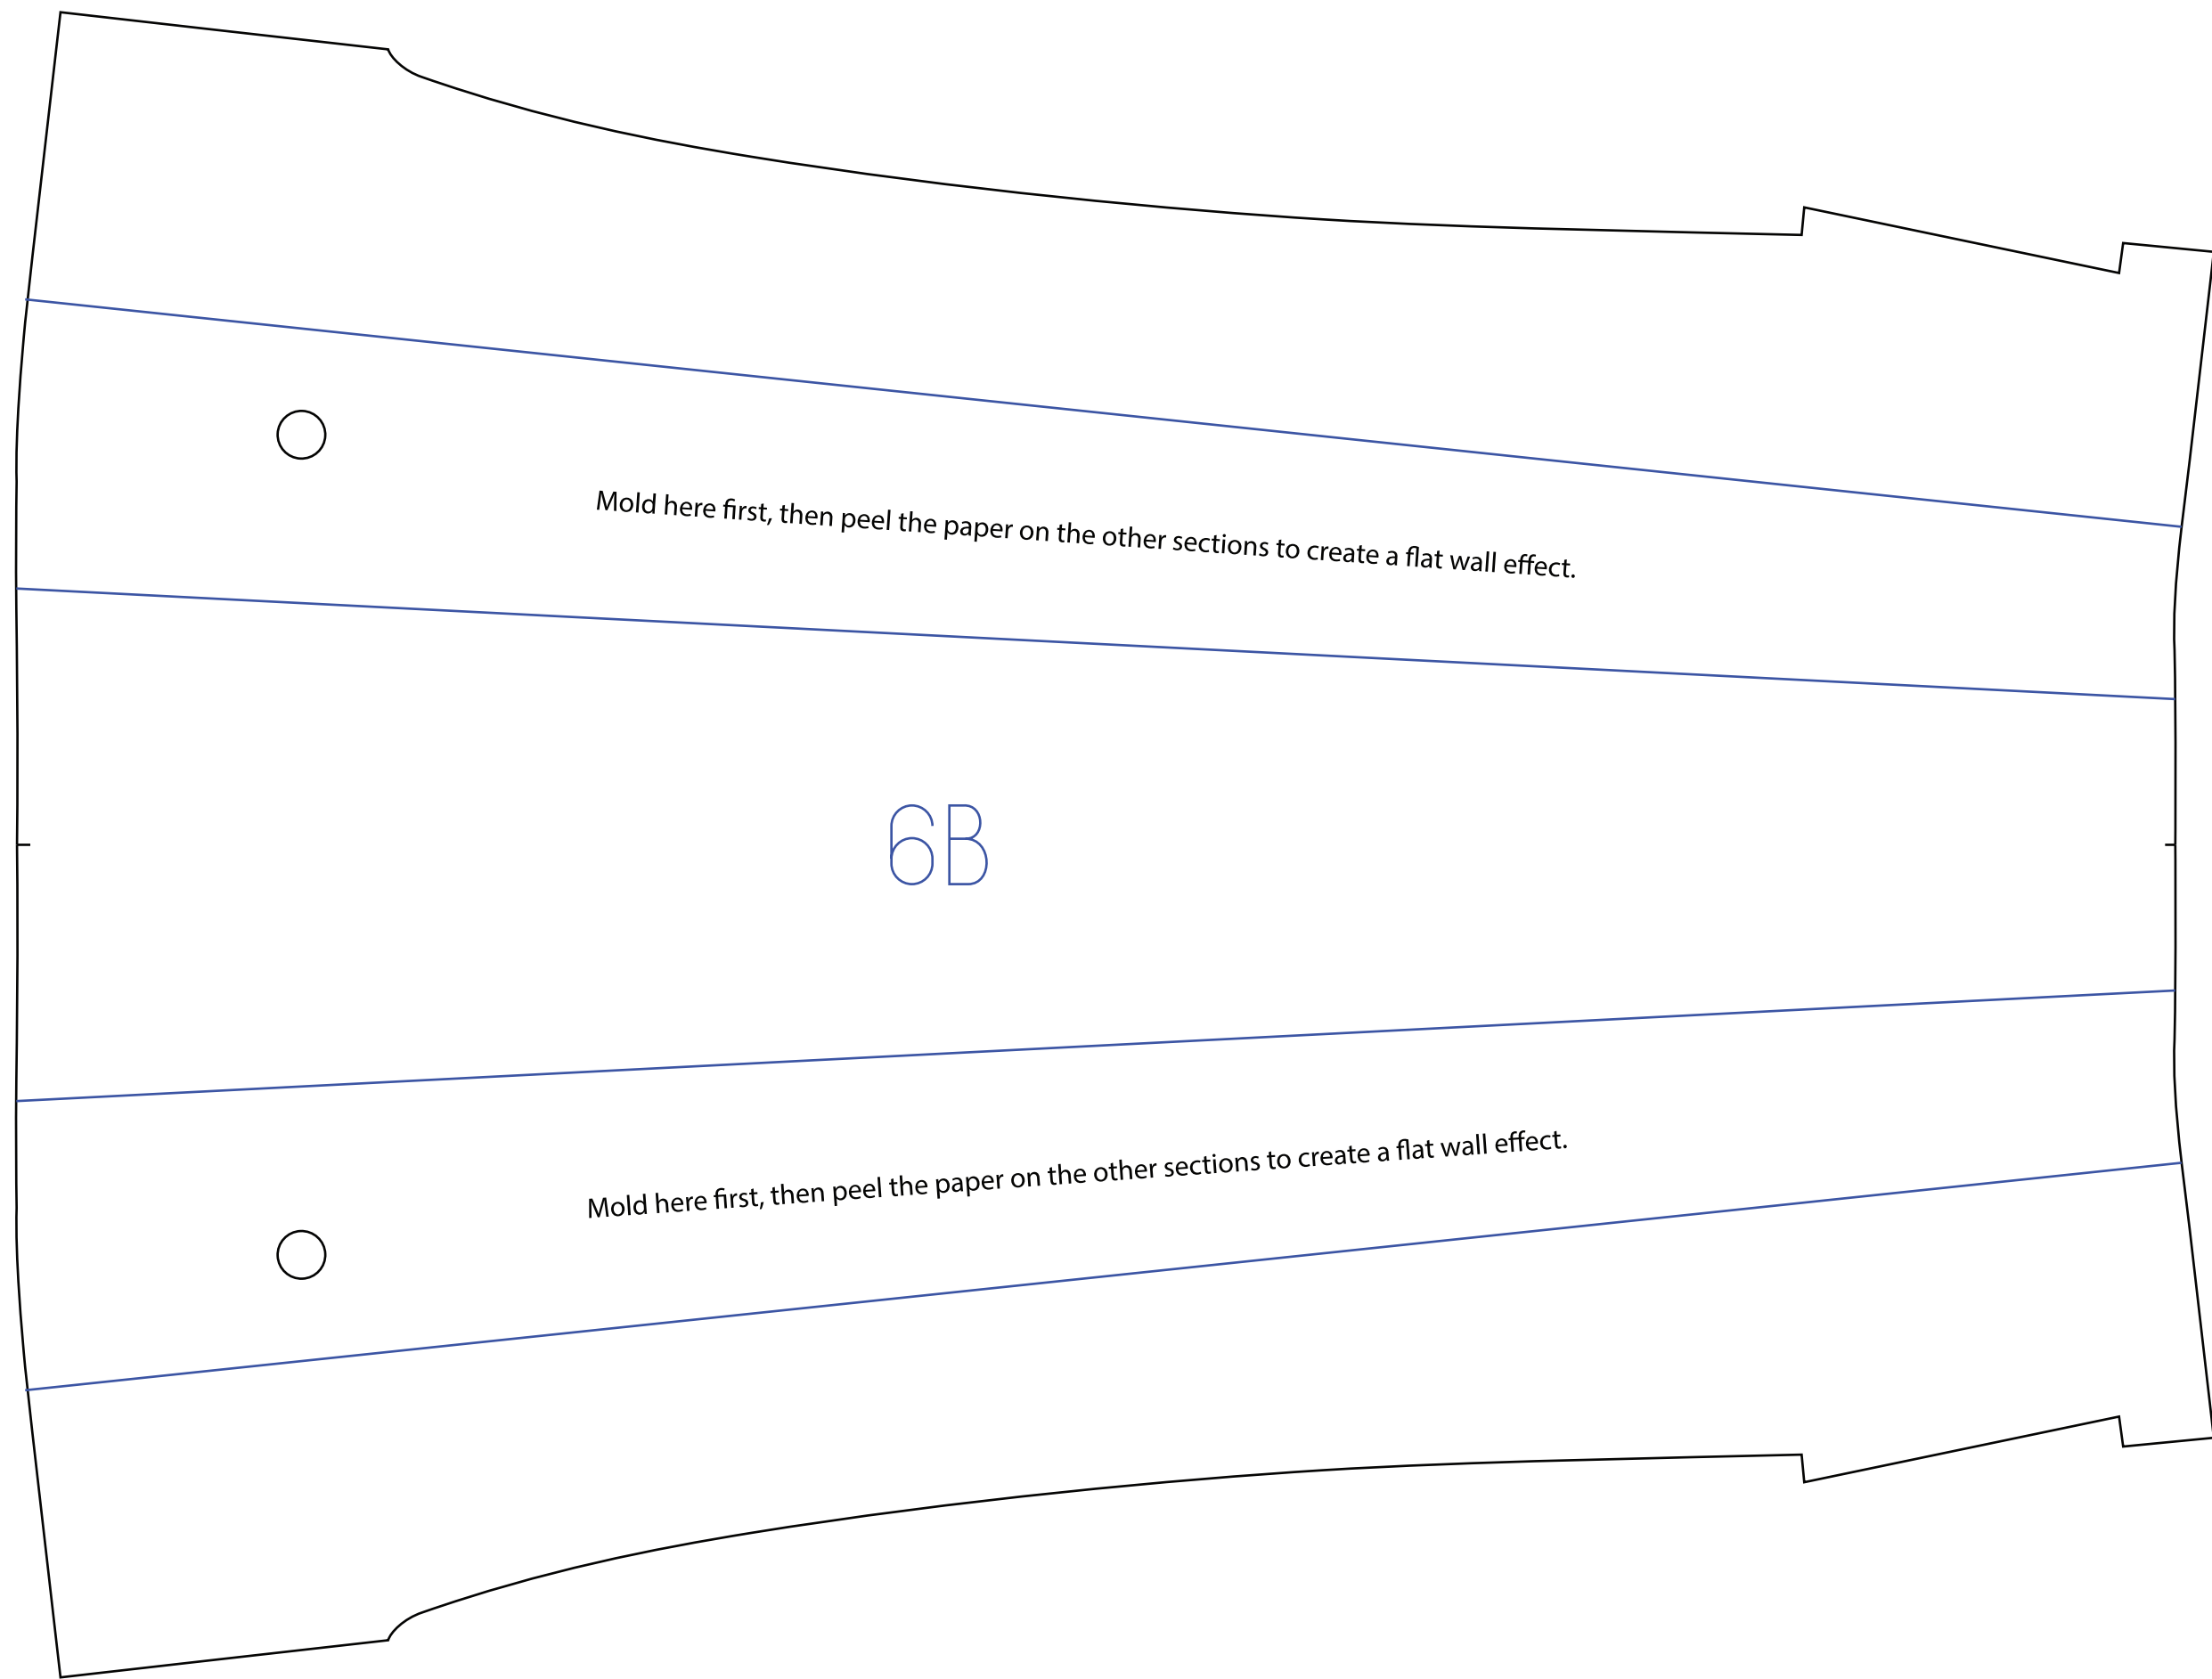 Mold here first, then peel the paper on the other sections to create a flat wall effect.
6B
Mold here first, then peel the paper on the other sections to create a flat wall effect.